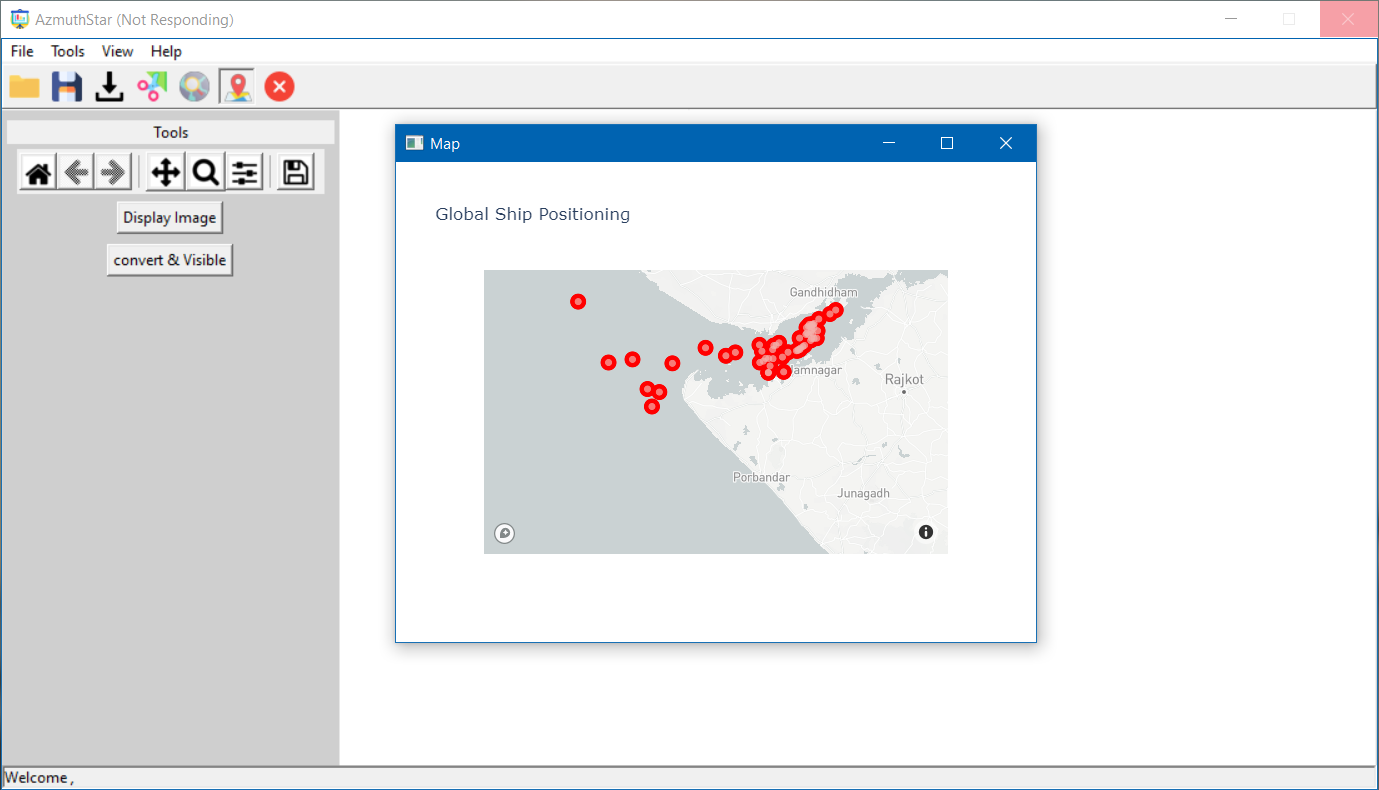 AzmuthStar (Not Responding)
File Tools View Help
Tools
Display Image
convert & Visible
Map
Global Ship Positioning
Gandhidham
Jamnagar
Rajkot
Porbandar
Junagadh
Welcome ,